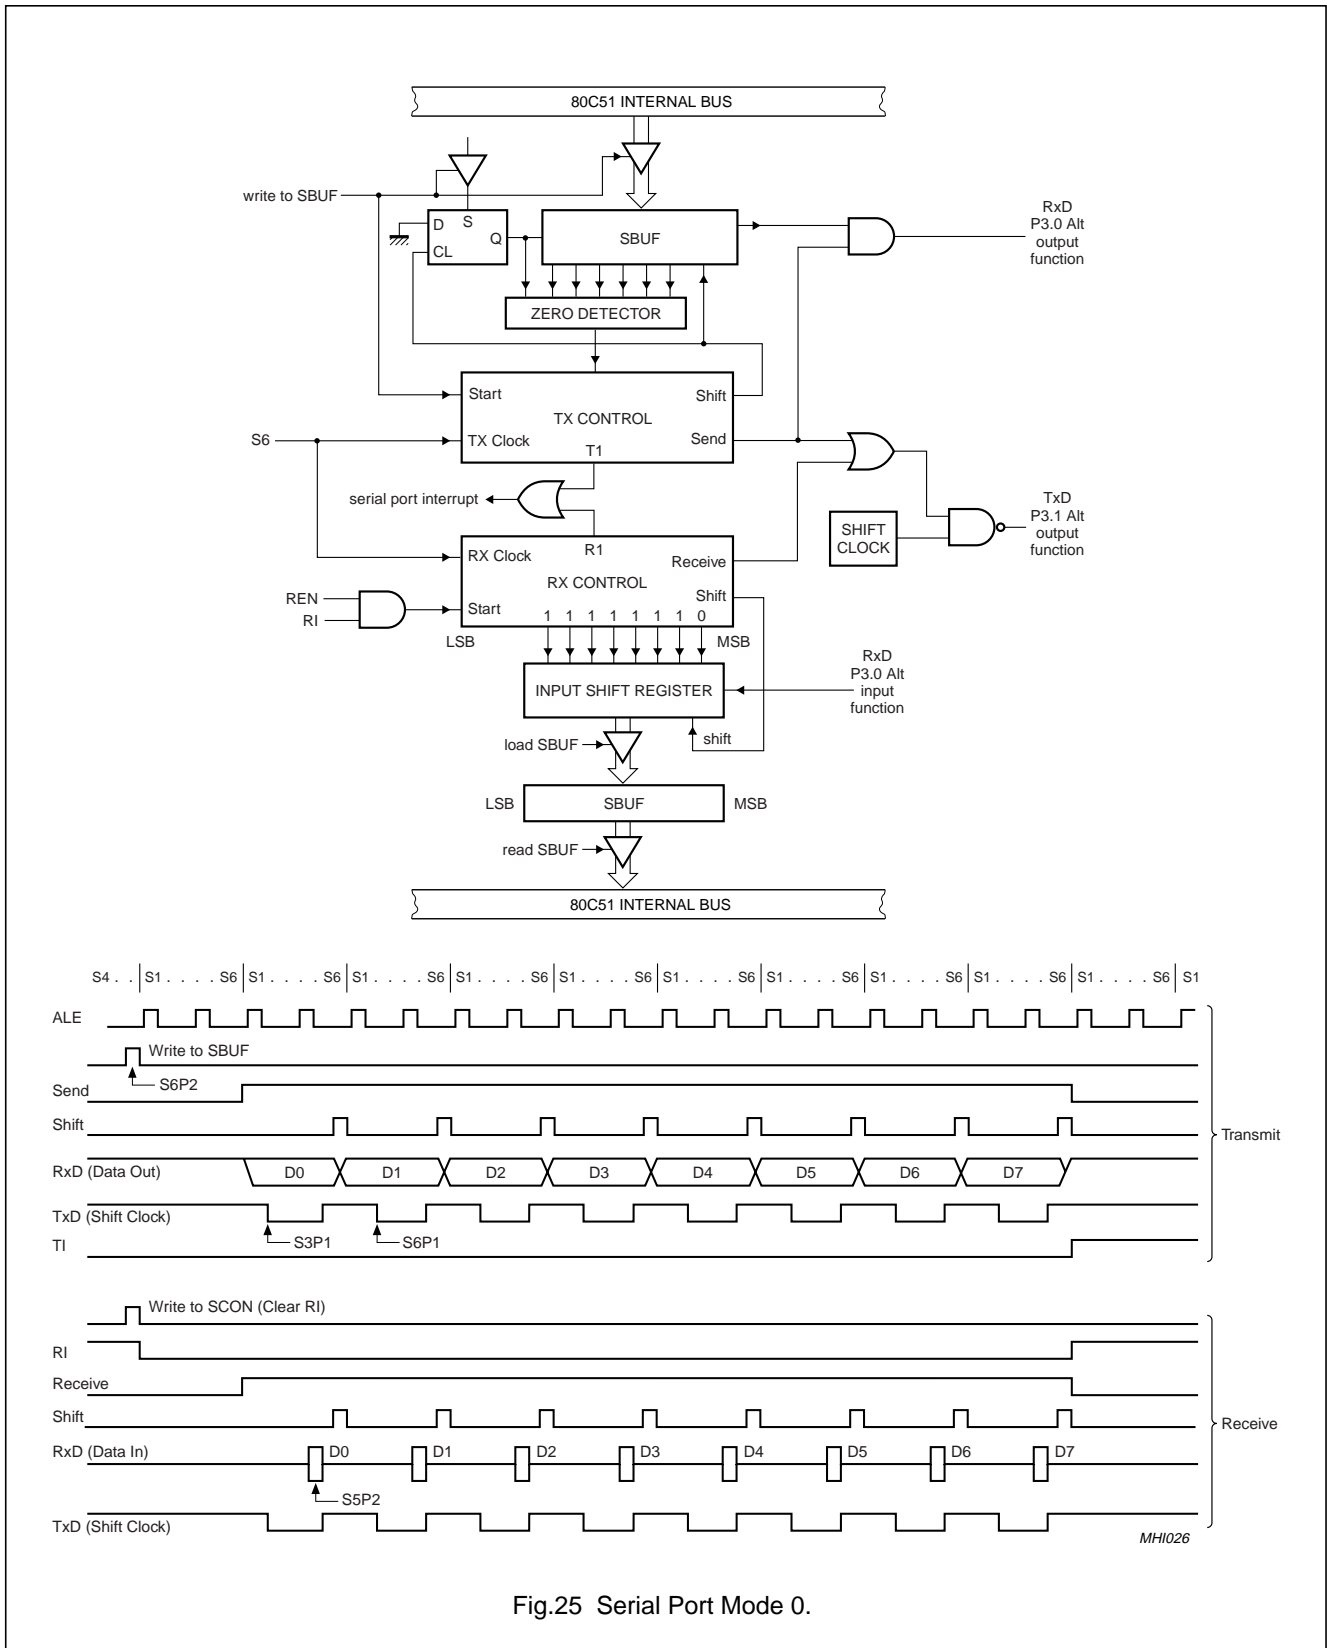 80C51 INTERNAL BUS
write to SBUF
D
S
Q
CL
SBUF
RxD
P3.0 Alt
output
function
ZERO DETECTOR
Start
Shift
TX CONTROL
S6
TX Clock
Send
T1
serial port interrupt
SHIFT
CLOCK
TxD
P3.1 Alt
output
function
RX Clock
R1
Receive
RX CONTROL
Shift
REN
RI
Start
1 1 1 1 1 1 1 0
LSB
MSB
RxD
P3.0 Alt
input
function
INPUT SHIFT REGISTER
load SBUF
shift
LSB
SBUF
MSB
read SBUF
80C51 INTERNAL BUS
S4 . . S1 . . . . S6 S1 . . . . S6 S1 . . . . S6 S1 . . . . S6 S1 . . . . S6 S1 . . . . S6 S1 . . . . S6 S1 . . . . S6 S1 . . . . S6 S1 . . . . S6 S1
ALE
Write to SBUF
S6P2
Send
Shift
Transmit
RxD (Data Out) D0 D1 D2 D3 D4 D5 D6 D7
TxD (Shift Clock)
S3P1 S6P1
TI
Write to SCON (Clear RI)
RI
Receive
Shift
Receive
RxD (Data In) D0 D1 D2 D3 D4 D5 D6 D7
S5P2
TxD (Shift Clock)
MHI026
Fig.25 Serial Port Mode 0.